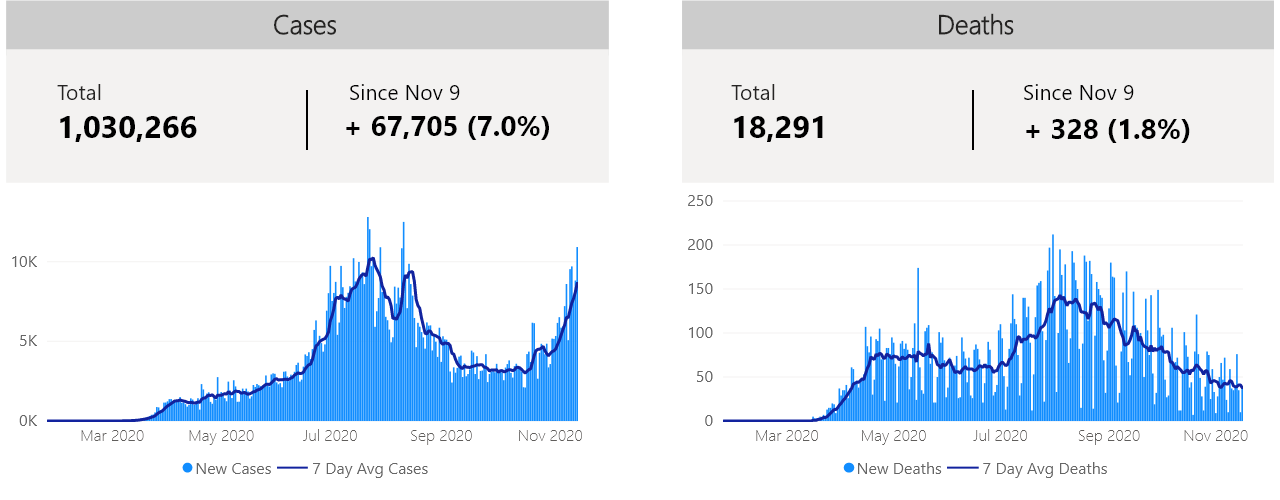 Cases
Total
1,030,266
Since Nov 9
+ 67,705 (7.0%)
10K
5K
0K
Mar 2020 May 2020 Jul 2020 Sep 2020 Nov 2020
New Cases 7 Day Avg Cases
Deaths
Total
18,291
Since Nov 9
+ 328 (1.8%)
250
200
150
100
50
0
Mar 2020 May 2020 Jul 2020 Sep 2020 Nov 2020
New Deaths 7 Day Avg Deaths